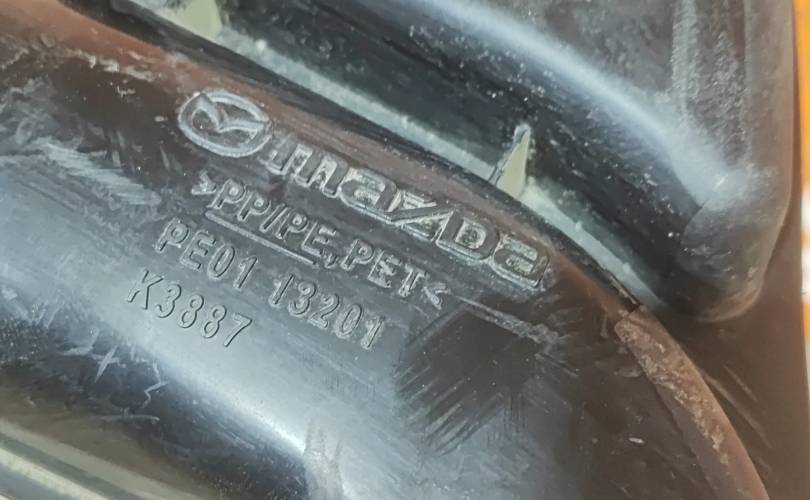 mazda
>PP/PE,PET<
PE01 13201
K3887